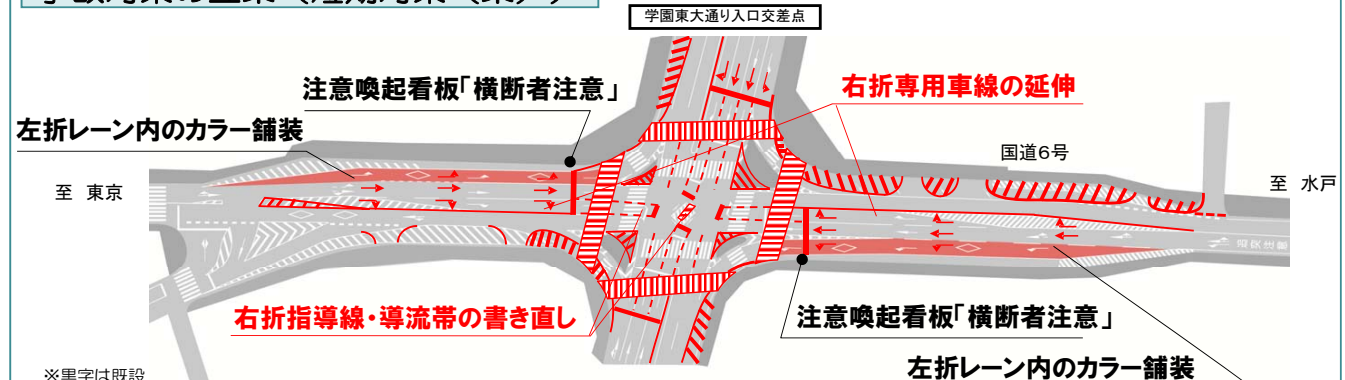 学園東大通り入口交差点
注意喚起看板「横断者注意」
右折専用車線の延伸
左折レーン内のカラー舗装
国道6号
至 東京
至 水戸
右折指導線・導流帯の書き直し
注意喚起看板「横断者注意」
左折レーン内のカラー舗装
※黒字は既設